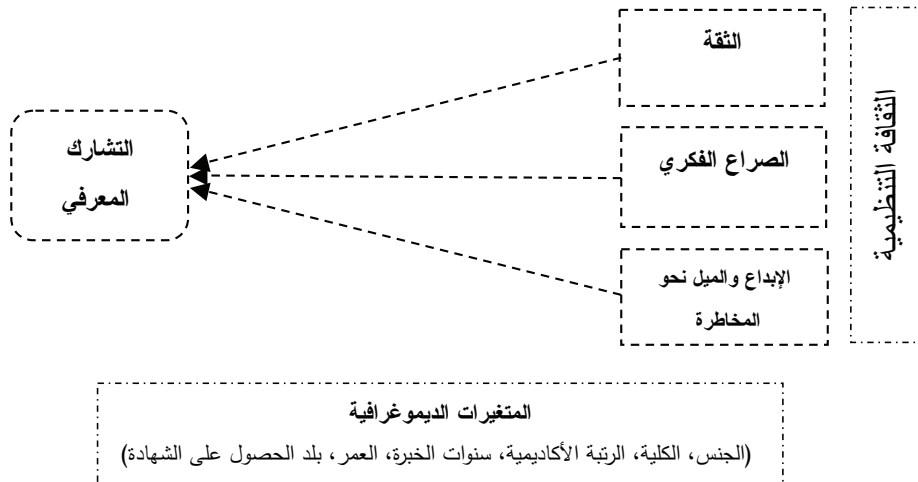 الثقافة التنظيمية
الثقة
الصراع الفكري
الإبداع والميل نحو
المخاطرة
التشارك
المعرفي
المتغيرات الديموغرافية
(الجنس، الكلية، الرتبة الأكاديمية، سنوات الخبرة، العمر، بلد الحصول على الشهادة)